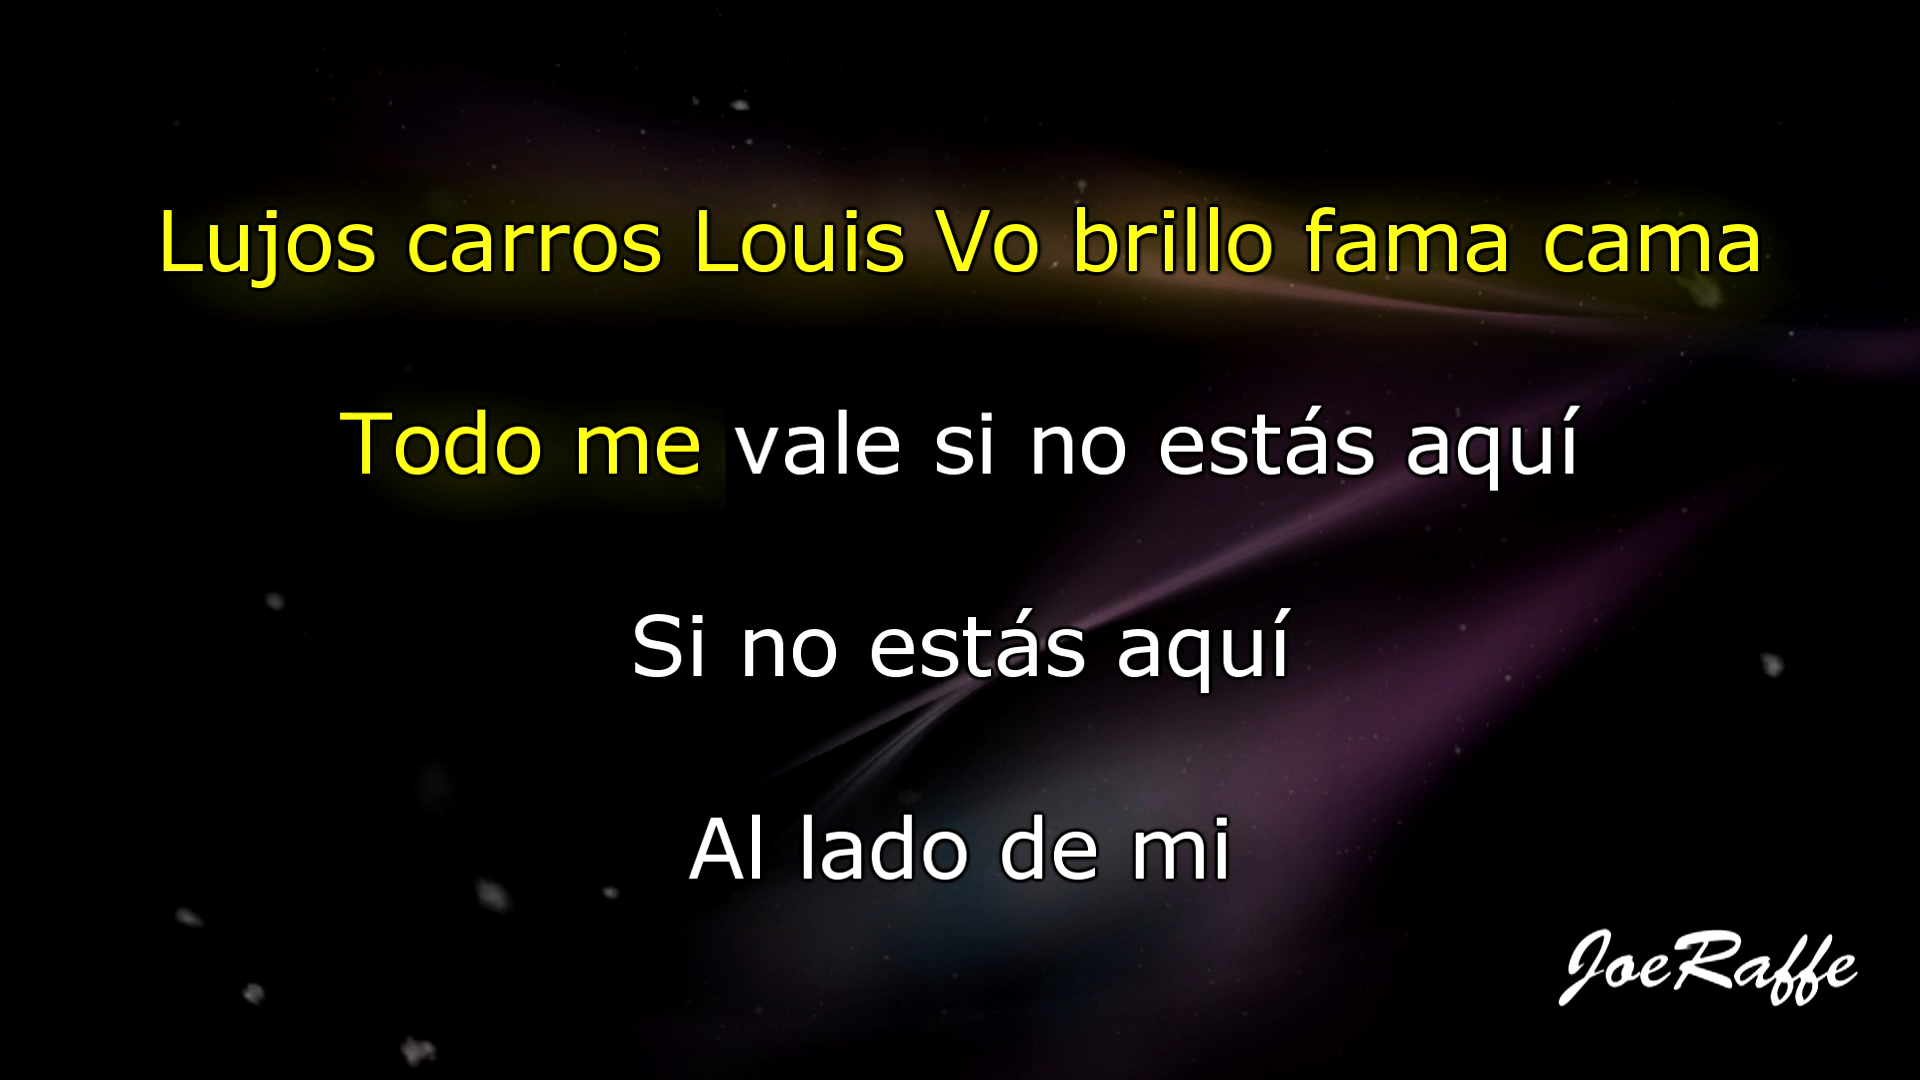 Lujos carros Louis Vo brillo fama cama
Todo me vale si no estás aquí
Si no estás aquí
Al lado de mi
JoeRaffe